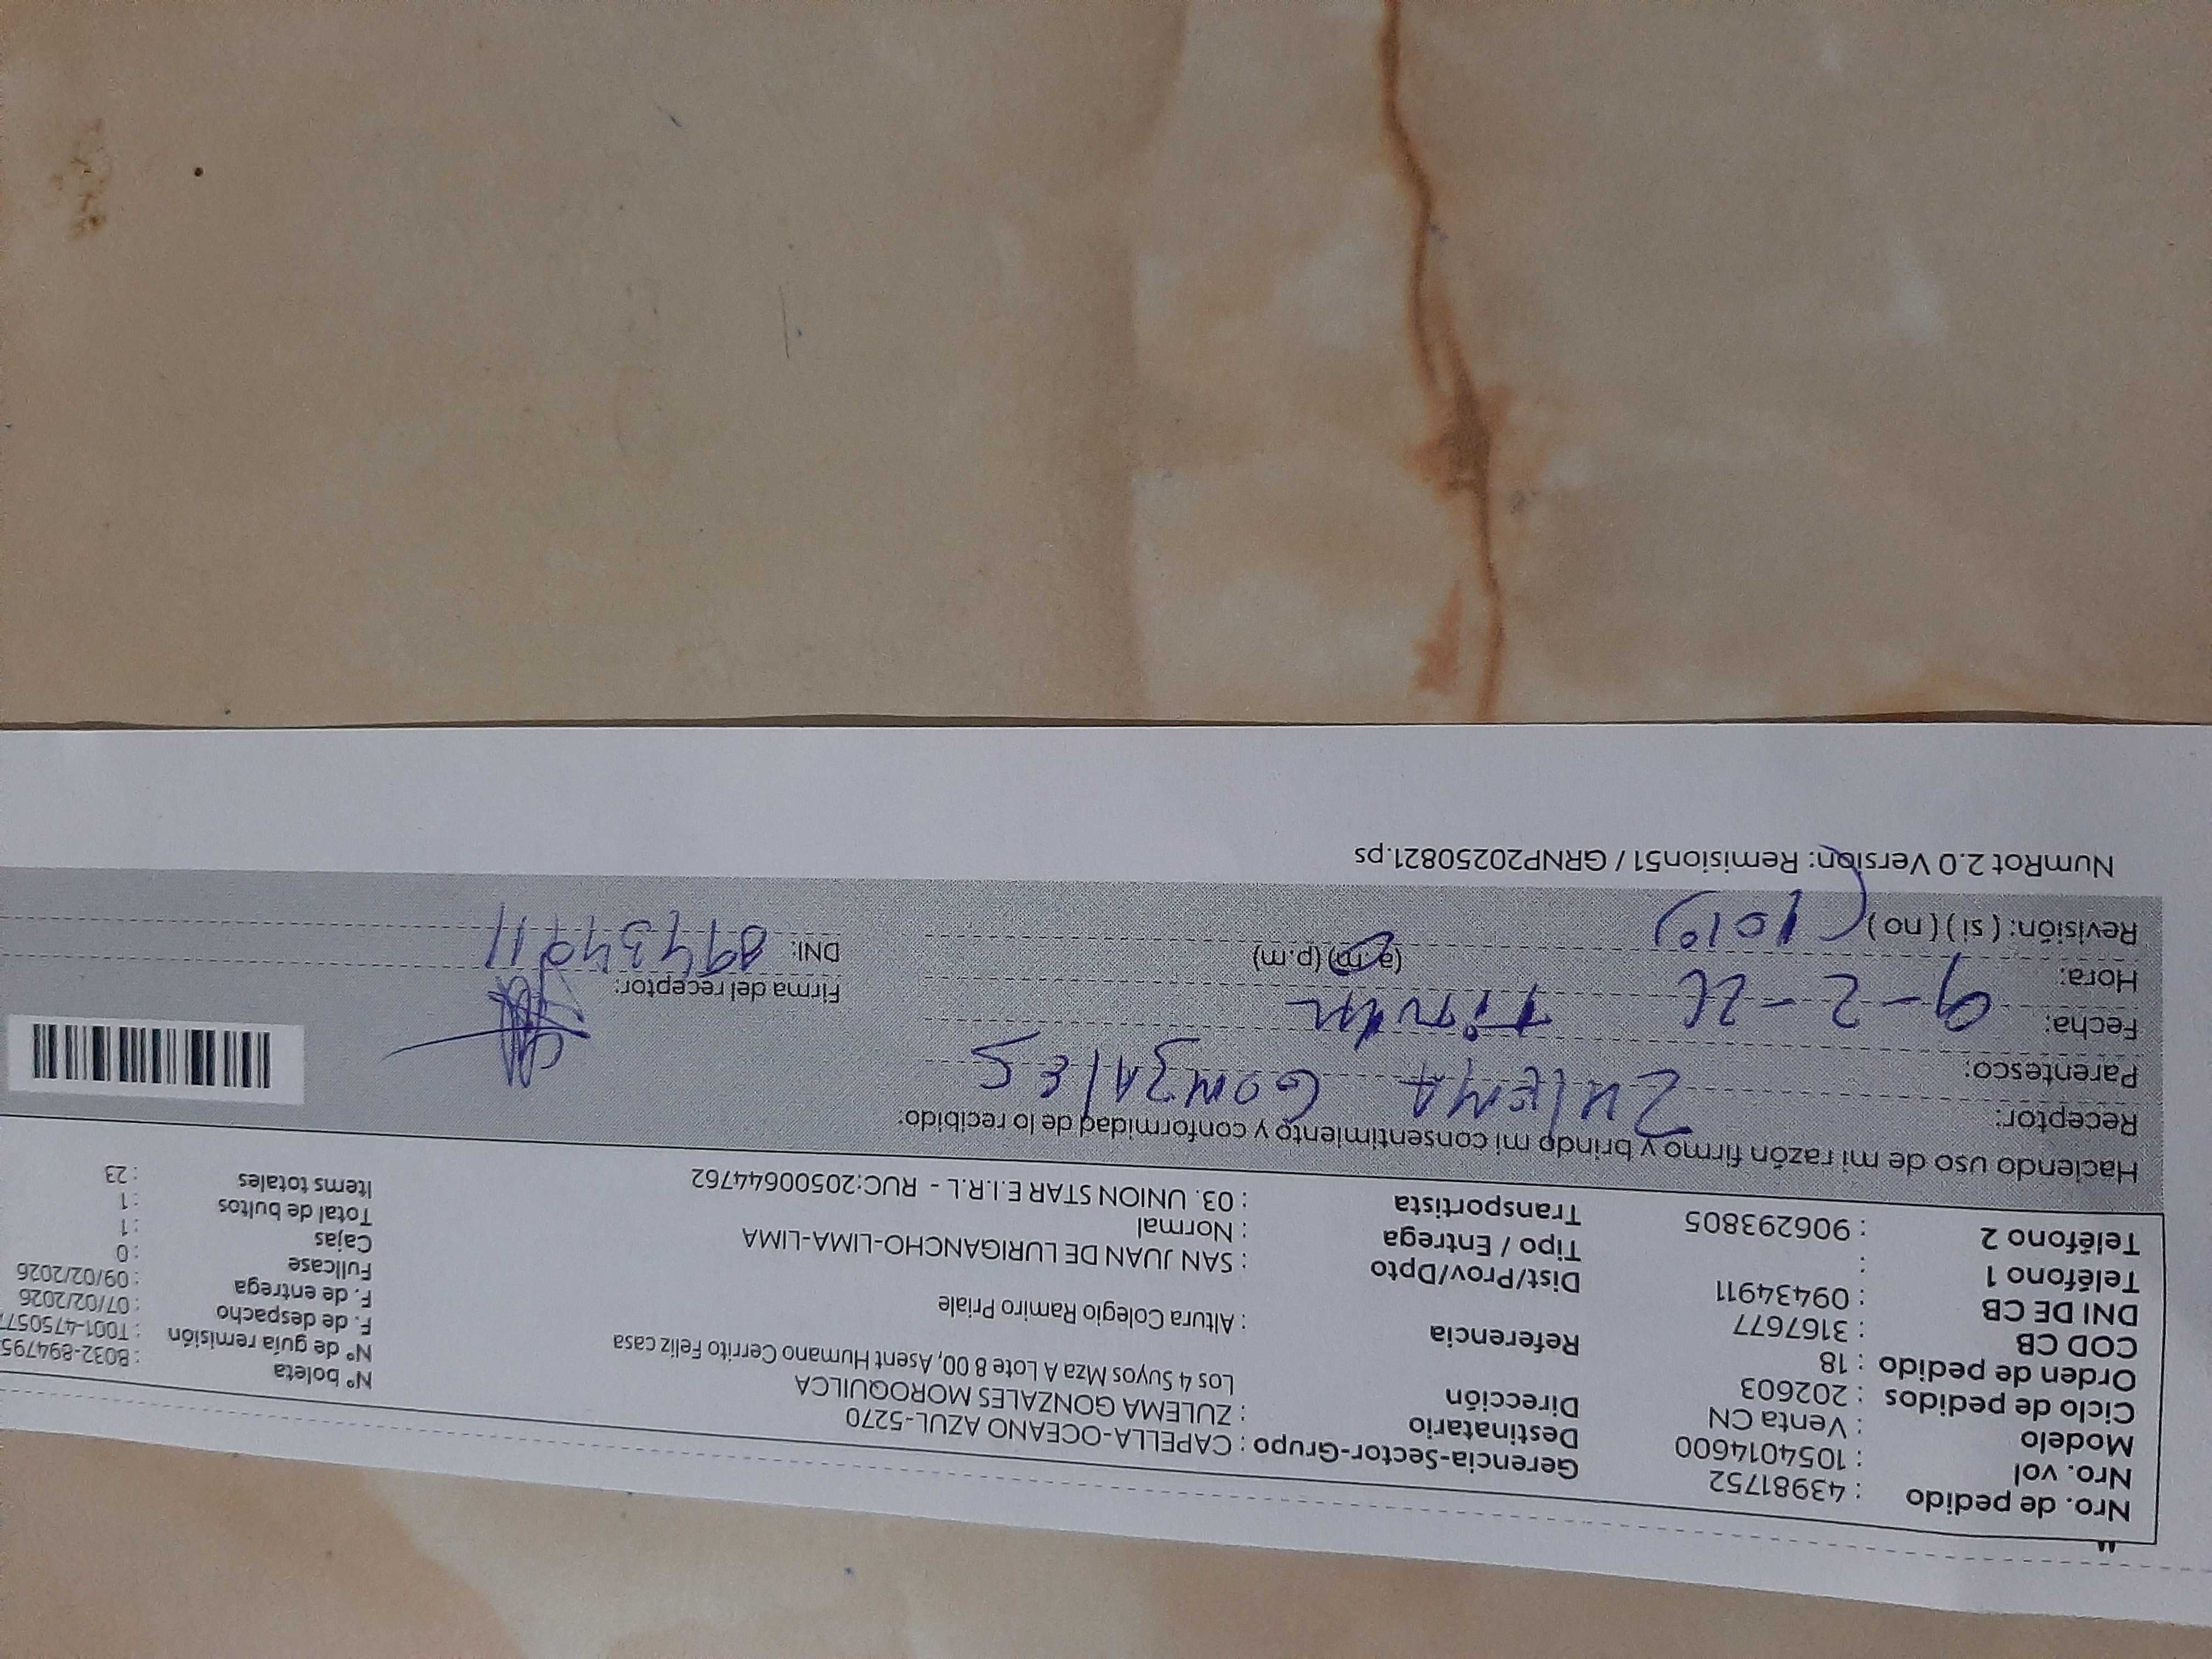 Nro. de pedido : 43981752
Nro. vol : 1054014600
Modelo : Venta CN
Ciclo de pedidos : 202603
Orden de pedido : 18
COD CB : 3167677
DNI DE CB : 09434911
Teléfono 1 :
Teléfono 2 : 906293805
Gerencia-Sector-Grupo : CAPELLA-OCEANO AZUL-5270
Destinatario : ZULEMA GONZALES MOROQUILCA
Dirección Los 4 Suyos Mza A Lote 8 00, Asent Humano Cerrito Feliz casa
Referencia : Altura Colegio Ramiro Priale
Dist/Prov/Dpto : SAN JUAN DE LURIGANCHO-LIMA-LIMA
Tipo / Entrega : Normal
Transportista : 03. UNION STAR E.I.R.L - RUC:20500644762
Nº boleta : B032-894795
Nº de guía remisión : T001-475057
F. de despacho : 07/02/2026
F. de entrega : 09/02/2026
Fullcase : 0
Cajas : 1
Total de bultos : 1
Items totales : 23
Haciendo uso de mi razón firmo y brindo mi consentimiento y conformidad de lo recibido:
Receptor: ZulEMA GONZAlES
Parentesco:
Fecha: 9-2-26
Hora: (a.m) (p.m)
Revisión: ( si ) ( no )
Firma del receptor:
DNI:
NumRot 2.0 Version: Remision51 / GRNP20250821.ps